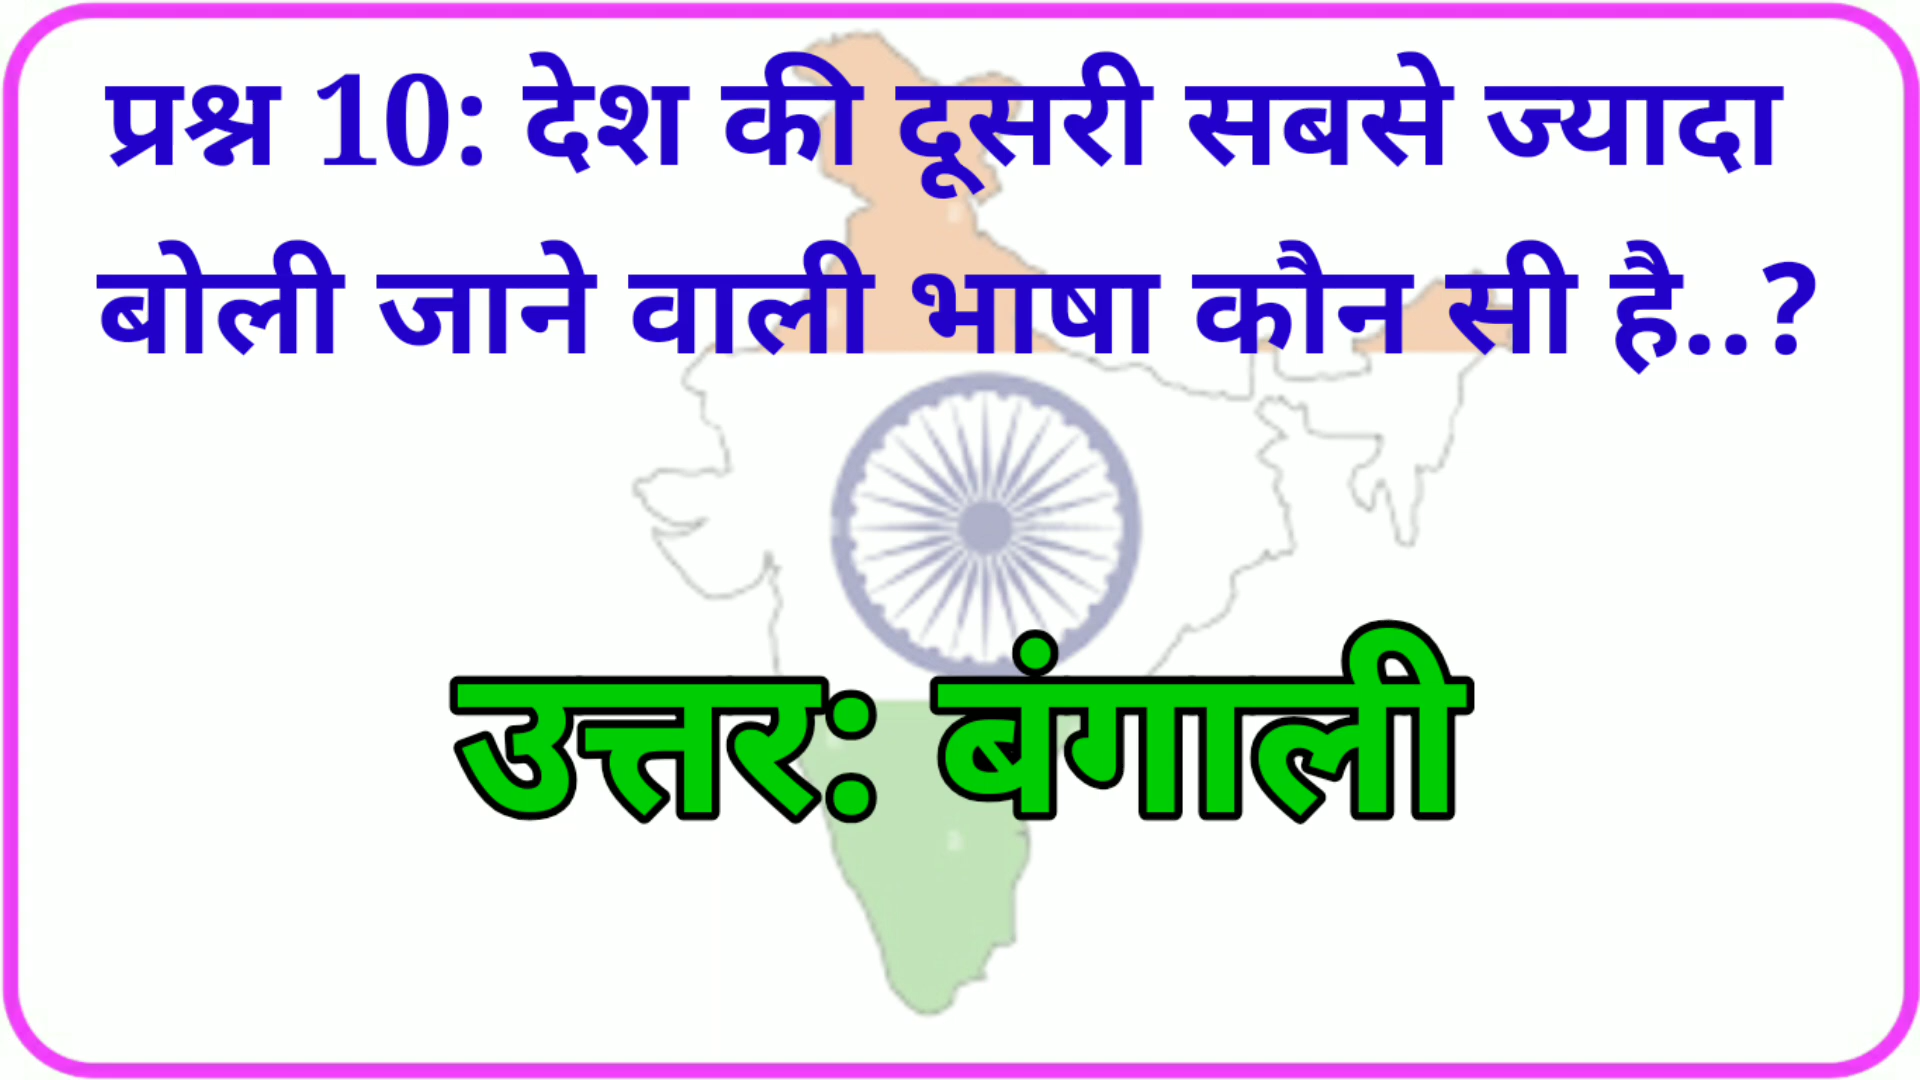 प्रश्न 10: देश की दूसरी सबसे ज्यादा
बोली जाने वाली भाषा कौन सी है..?
उत्तर: बंगाली